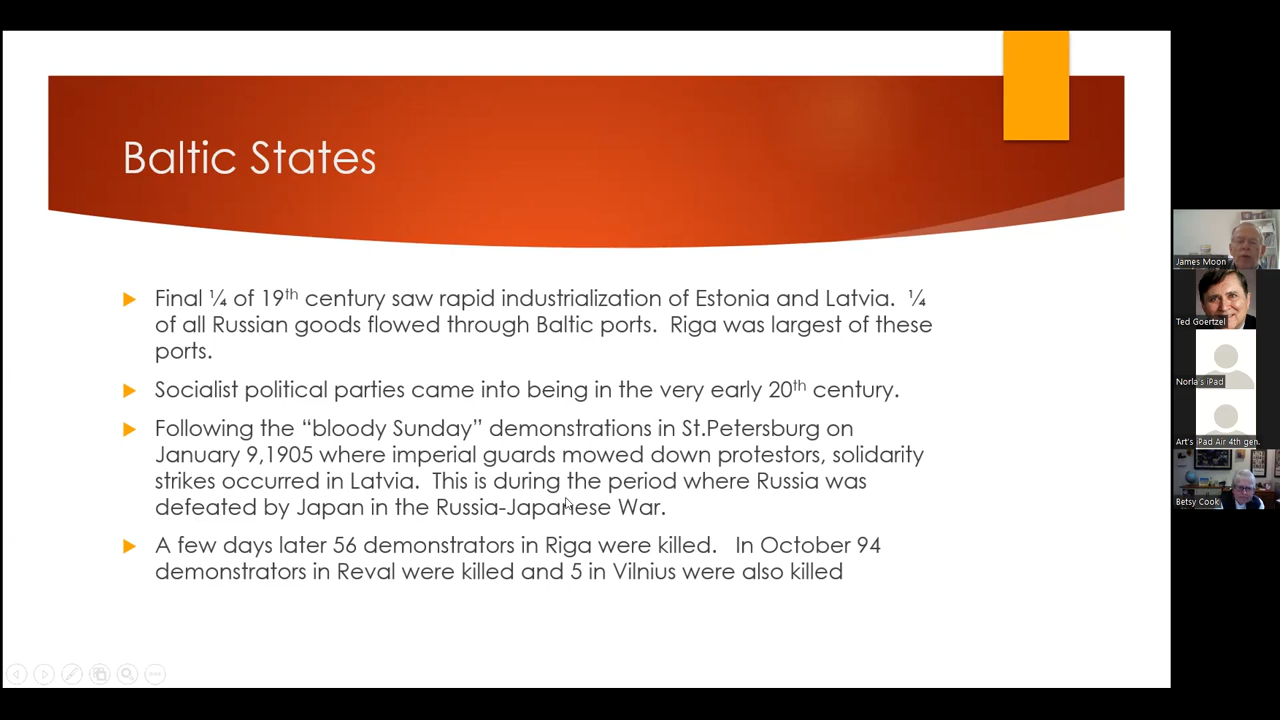 Baltic States
Final ¼ of 19th century saw rapid industrialization of Estonia and Latvia. ¼
of all Russian goods flowed through Baltic ports. Riga was largest of these
ports.
Socialist political parties came into being in the very early 20th century.
Following the “bloody Sunday” demonstrations in St.Petersburg on
January 9,1905 where imperial guards mowed down protestors, solidarity
strikes occurred in Latvia. This is during the period where Russia was
defeated by Japan in the Russia-Japanese War.
A few days later 56 demonstrators in Riga were killed. In October 94
demonstrators in Reval were killed and 5 in Vilnius were also killed
James Moon
Ted Goertzel
Norla's iPad
Art's iPad Air 4th gen.
Betsy Cook